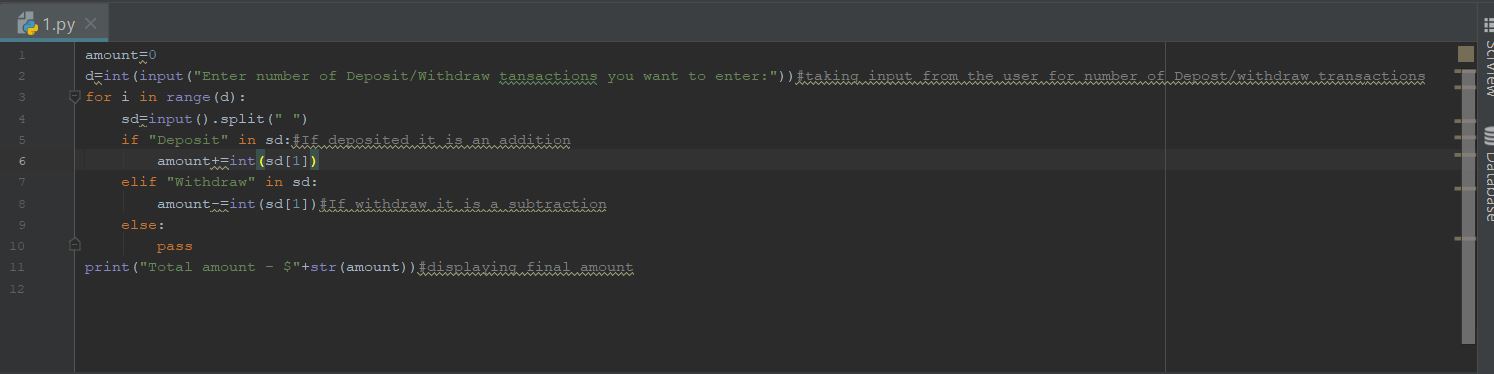 1.py
1 amount=0
2 d=int(input("Enter number of Deposit/Withdraw tansactions you want to enter:"))#taking input from the user for number of Depost/withdraw transactions
3 for i in range(d):
4     sd=input().split(" ")
5     if "Deposit" in sd:#If deposited it is an addition
6         amount+=int(sd[1])
7     elif "Withdraw" in sd:
8         amount-=int(sd[1])#If withdraw it is a subtraction
9     else:
10         pass
11 print("Total amount - $"+str(amount))#displaying final amount
12
SciView
Database